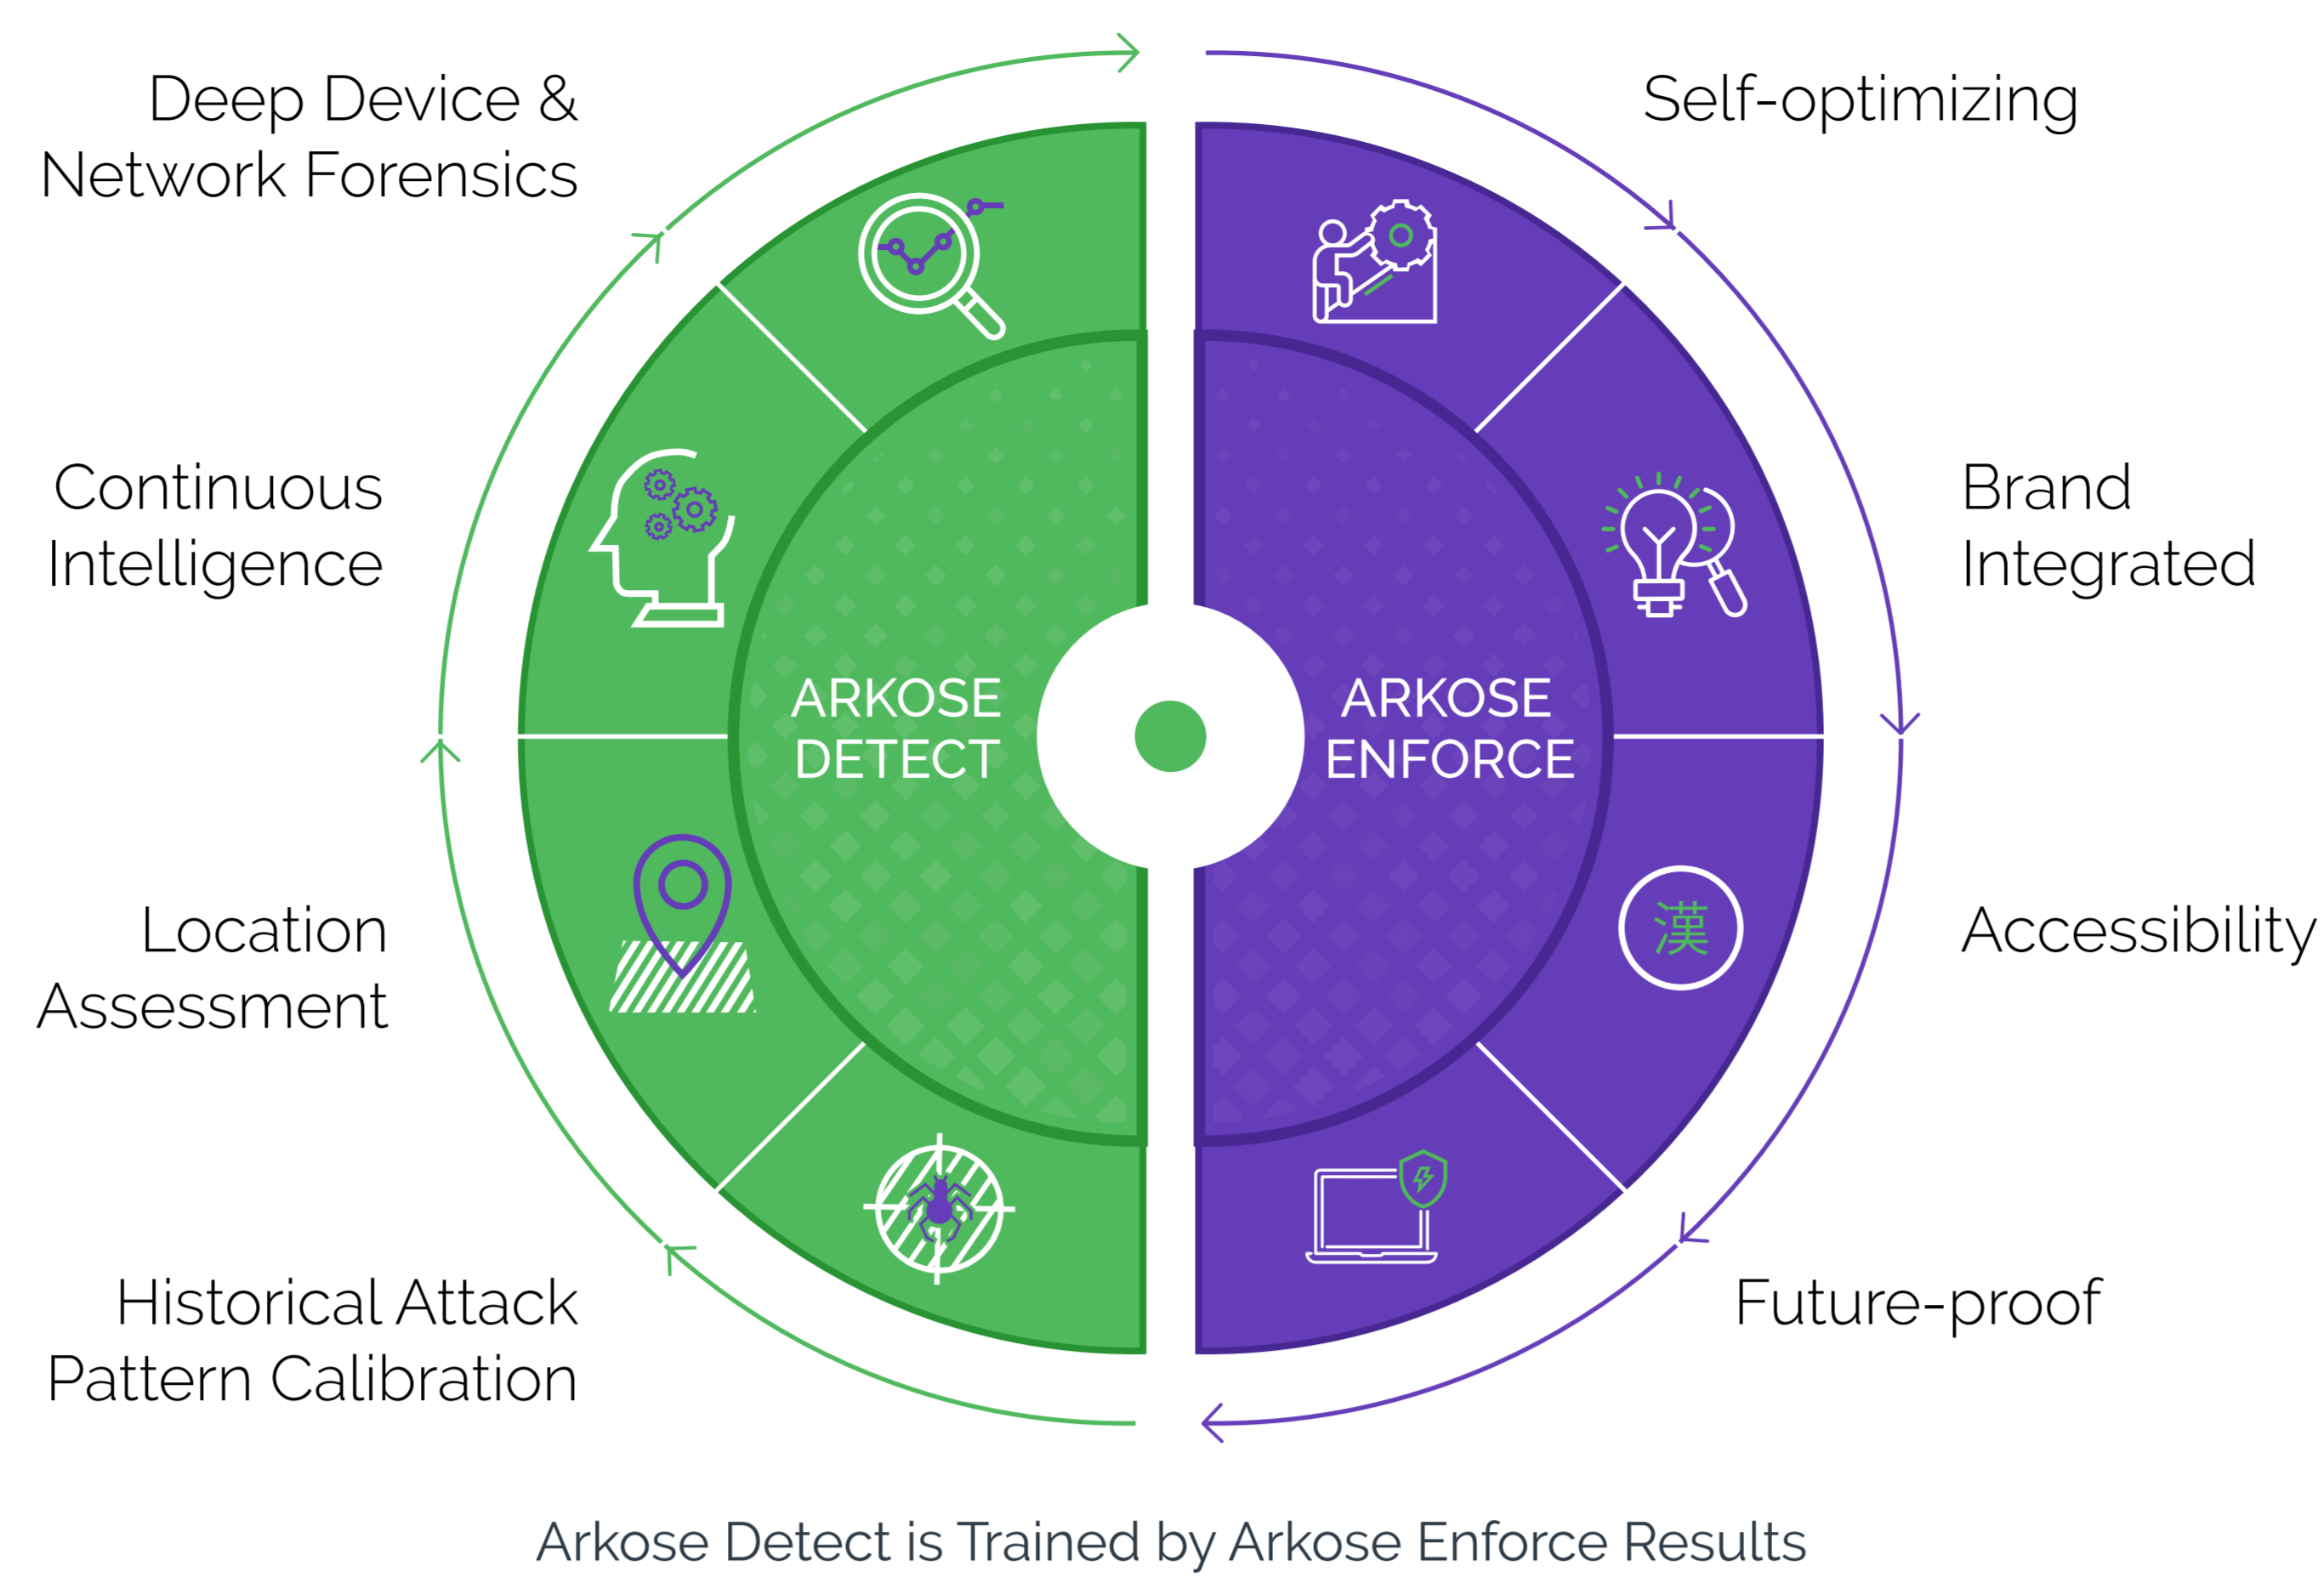 Deep Device &
Network Forensics
Continuous
Intelligence
Location
Assessment
Historical Attack
Pattern Calibration
ARKOSE
DETECT
ARKOSE
ENFORCE
Self-optimizing
Brand
Integrated
漢
Accessibility
Future-proof
Arkose Detect is Trained by Arkose Enforce Results